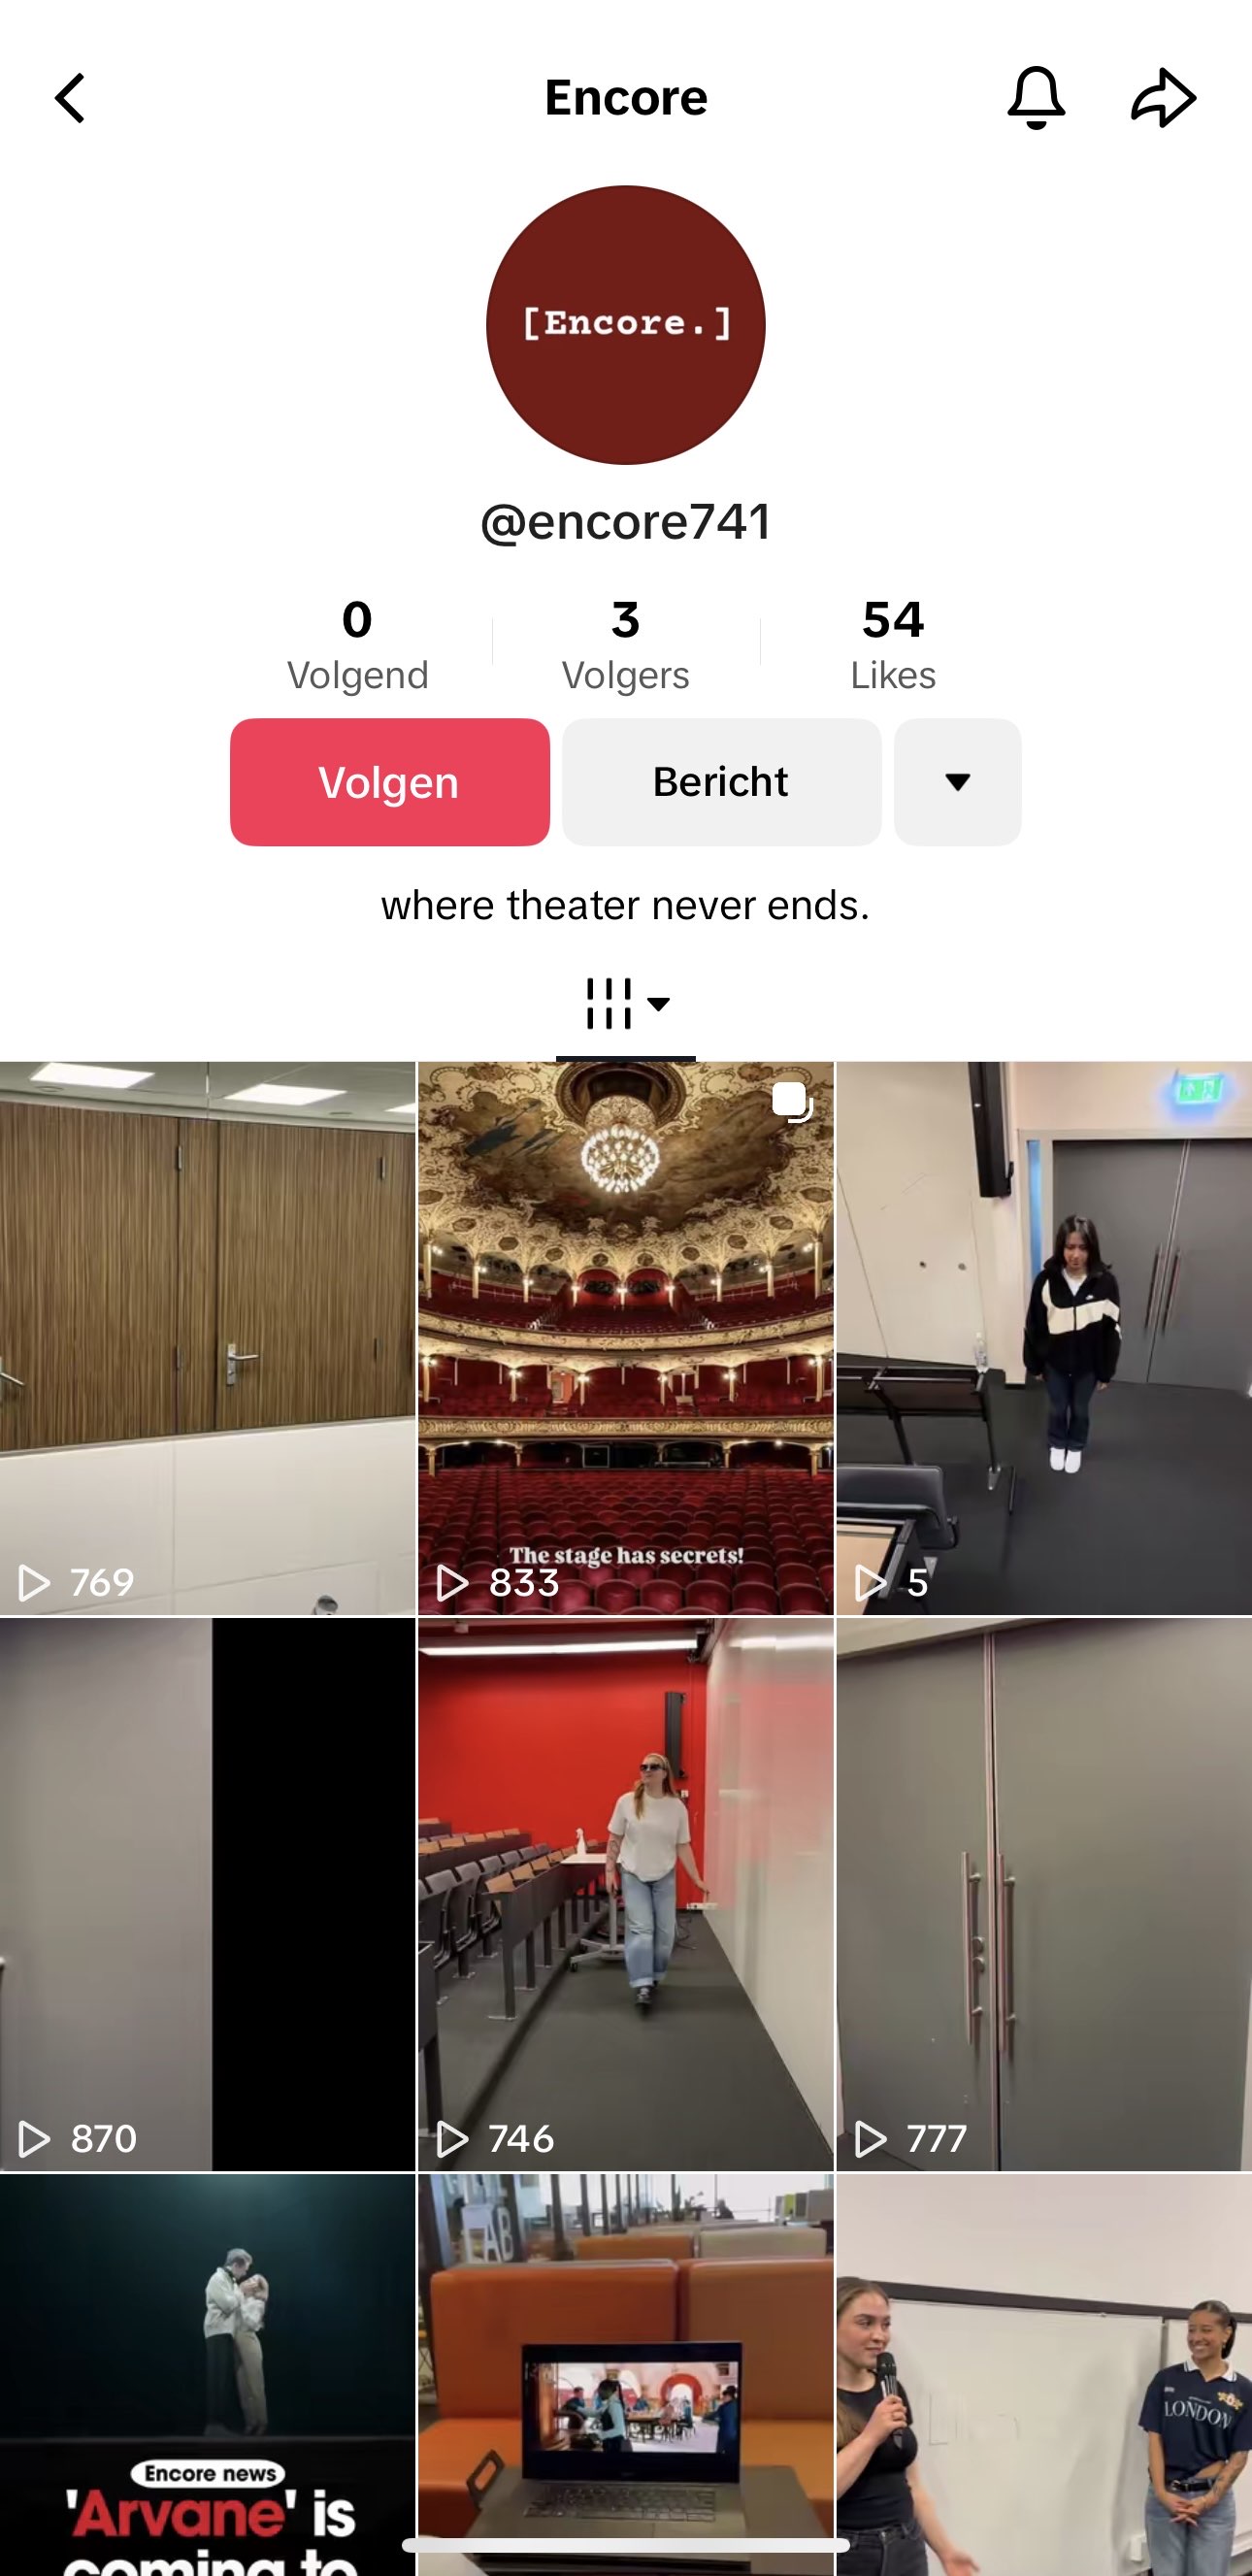 Encore
[Encore.]
@encore741
0
Volgend
3
Volgers
54
Likes
Volgen
Bericht
where theater never ends.
The stage has secrets!
769
833
5
870
746
777
AB
LONDON
Encore news
'Arvane' is
coming to